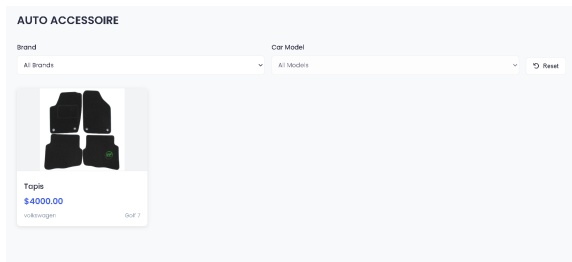 AUTO ACCESSOIRE
Brand
Car Model
All Brands
All Models
Reset
Tapis
$4000.00
volkswagen
Golf 7